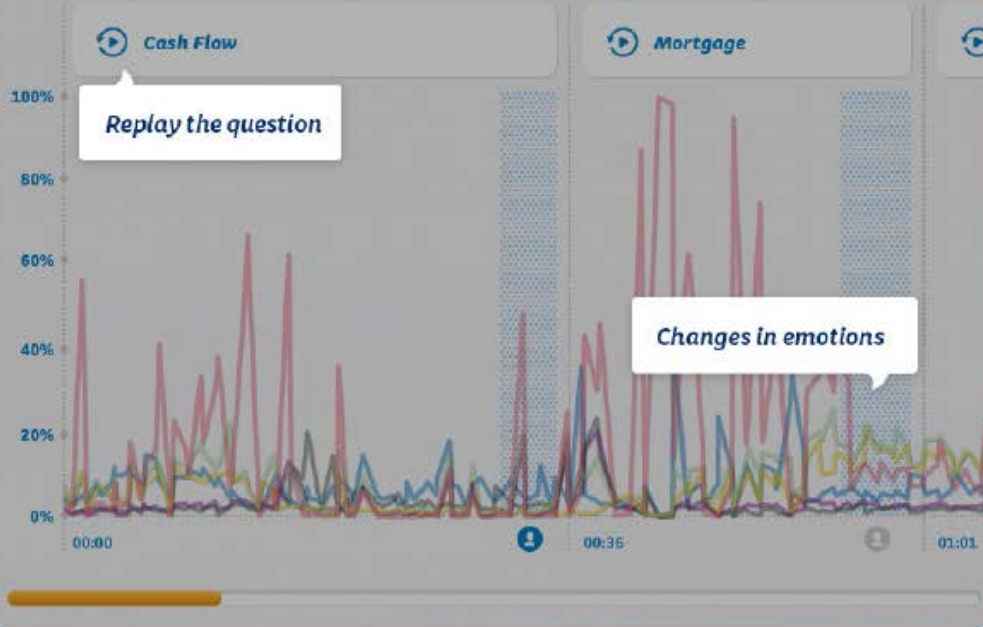 Cash Flow
Mortgage
Replay the question
100%
80%
60%
40%
20%
0%
Changes in emotions
00:00
00:36
01:01